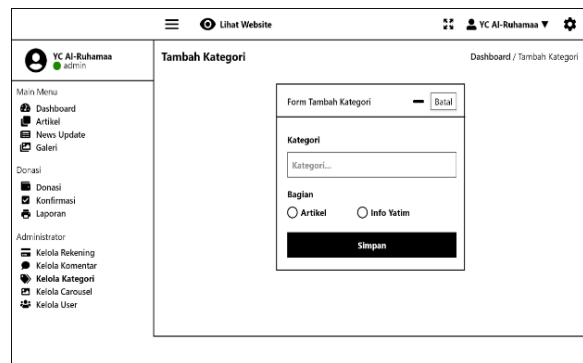 Lihat Website
YC Al-Ruhamaa ▼
YC Al-Ruhamaa
admin
Main Menu
Dashboard
Artikel
News Update
Galeri
Donasi
Donasi
Konfirmasi
Laporan
Administrator
Kelola Rekening
Kelola Komentar
Kelola Kategori
Kelola Carousel
Kelola User
Tambah Kategori
Dashboard / Tambah Kategori
Form Tambah Kategori
Batal
Kategori
Kategori...
Bagian
Artikel Info Yatim
Simpan